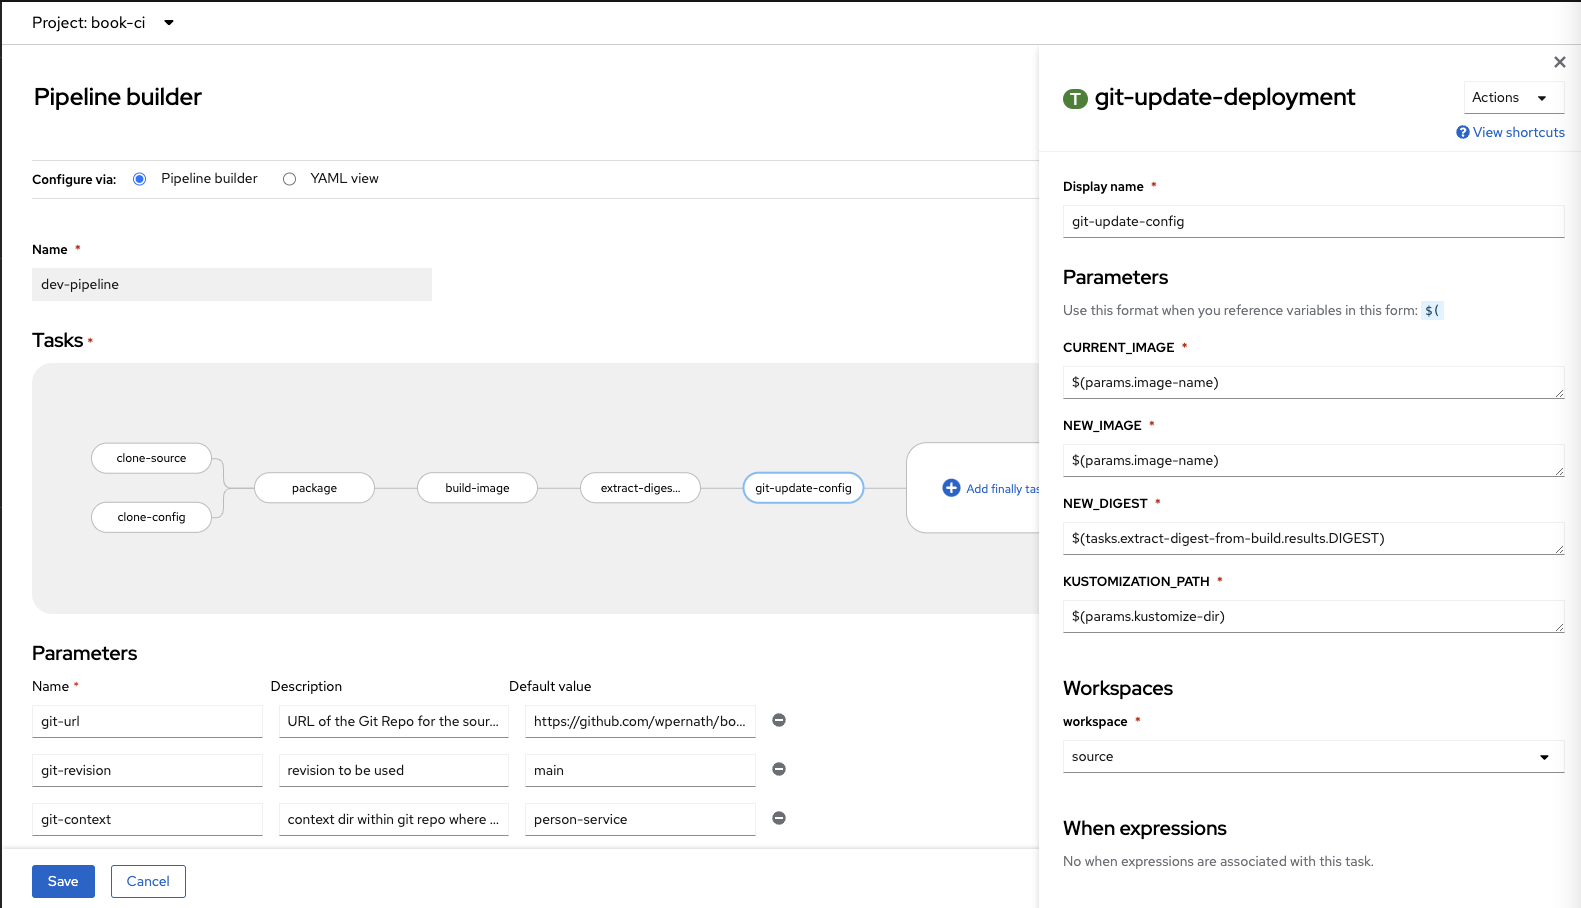 Project: book-ci
Pipeline builder
Configure via:
Pipeline builder
YAML view
Name *
dev-pipeline
Tasks *
clone-source
clone-config
package
build-image
extract-diges...
git-update-config
Add finally tas
Parameters
Name *
Description
Default value
git-url
URL of the Git Repo for the sour...
https://github.com/wpernath/bo...
git-revision
revision to be used
main
git-context
context dir within git repo where ...
person-service
Save
Cancel
T
git-update-deployment
Actions
View shortcuts
Display name *
git-update-config
Parameters
Use this format when you reference variables in this form: $(
CURRENT_IMAGE *
$(params.image-name)
NEW_IMAGE *
$(params.image-name)
NEW_DIGEST *
$(tasks.extract-digest-from-build.results.DIGEST)
KUSTOMIZATION_PATH *
$(params.kustomize-dir)
Workspaces
workspace *
source
When expressions
No when expressions are associated with this task.